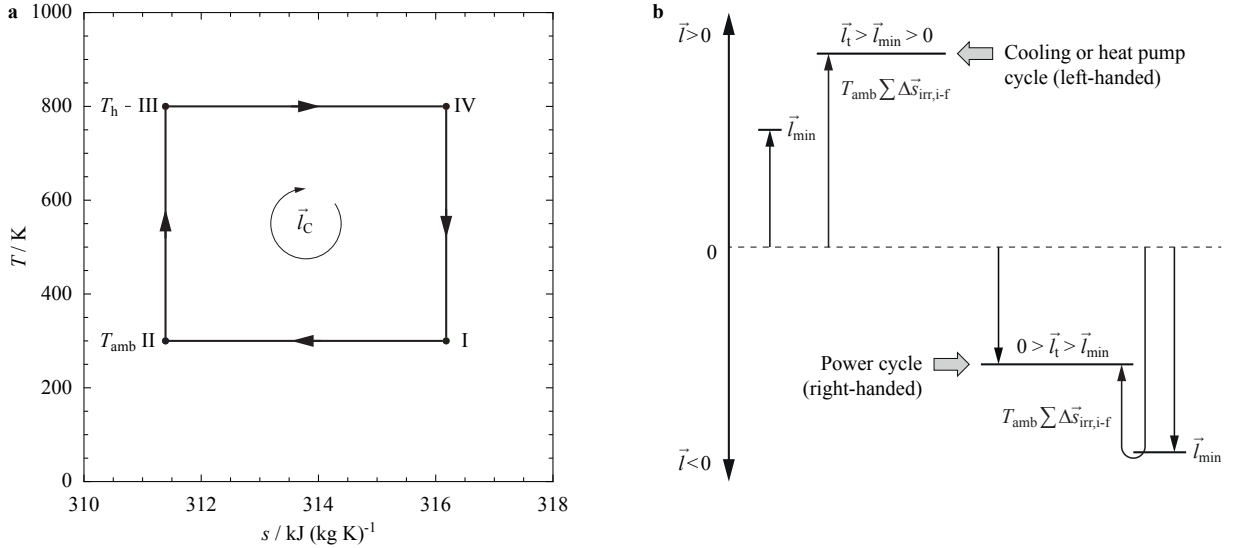 a
1000
800
600
400
200
0
T / K
T_h - III
IV
l⃗_C
T_amb II
I
310
312
314
316
318
s / kJ (kg K)⁻¹
b
l⃗>0
l⃗_t > l⃗_min > 0
Cooling or heat pump
cycle (left-handed)
T_amb ∑ Δs⃗_irr,i-f
l⃗_min
0
0 > l⃗_t > l⃗_min
Power cycle
(right-handed)
T_amb ∑ Δs⃗_irr,i-f
l⃗<0
l⃗_min